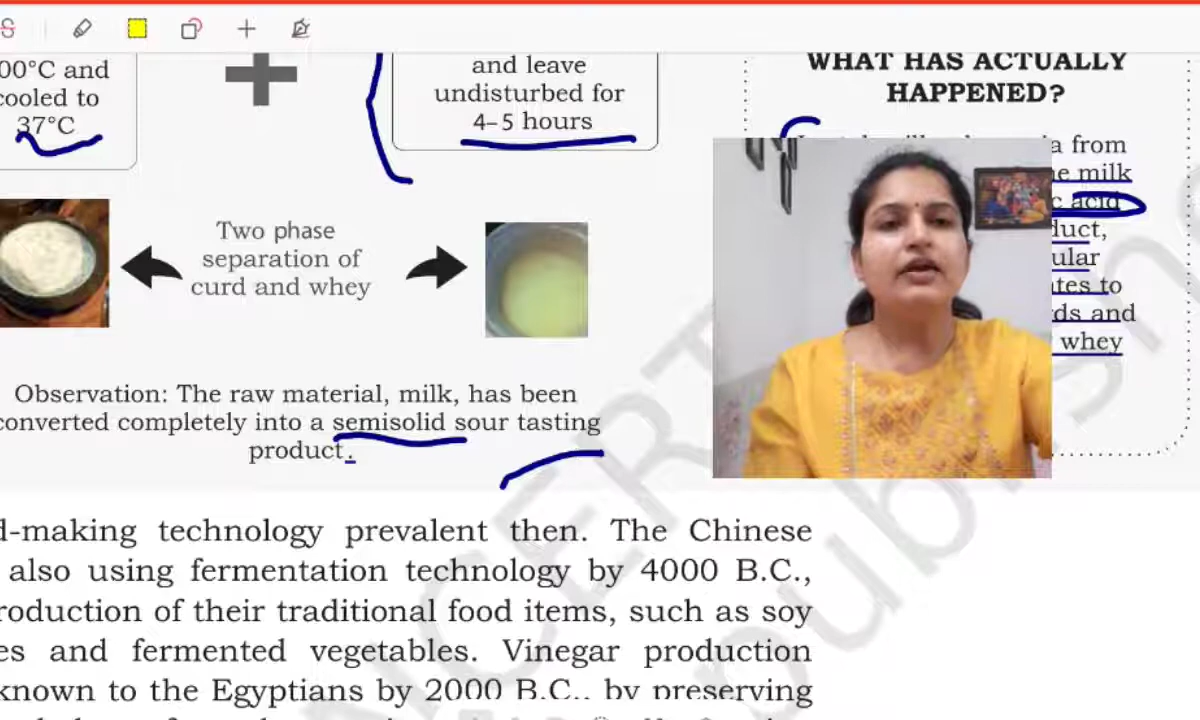 00°C and
cooled to
37°C
and leave
undisturbed for
4–5 hours
WHAT HAS ACTUALLY
HAPPENED?
a from
milk
acid
duct,
ular
tes to
rds and
whey
Two phase
separation of
curd and whey
Observation: The raw material, milk, has been
converted completely into a semisolid sour tasting
product.
d-making technology prevalent then. The Chinese
also using fermentation technology by 4000 B.C.,
roduction of their traditional food items, such as soy
es and fermented vegetables. Vinegar production
known to the Egyptians by 2000 B.C., by preserving
NCERT
publish